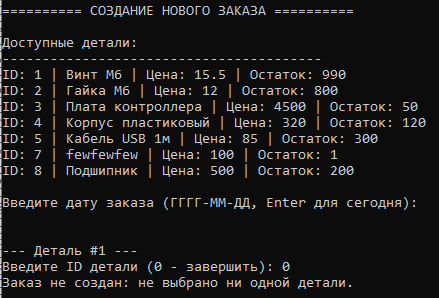 ========== СОЗДАНИЕ НОВОГО ЗАКАЗА ==========
Доступные детали:
----------------------------------------
ID: 1 | Винт М6 | Цена: 15.5 | Остаток: 990
ID: 2 | Гайка М6 | Цена: 12 | Остаток: 800
ID: 3 | Плата контроллера | Цена: 4500 | Остаток: 50
ID: 4 | Корпус пластиковый | Цена: 320 | Остаток: 120
ID: 5 | Кабель USB 1м | Цена: 85 | Остаток: 300
ID: 7 | fewfewfew | Цена: 100 | Остаток: 1
ID: 8 | Подшипник | Цена: 500 | Остаток: 200
Введите дату заказа (ГГГГ-ММ-ДД, Enter для сегодня):
--- Деталь #1 ---
Введите ID детали (0 - завершить): 0
Заказ не создан: не выбрано ни одной детали.